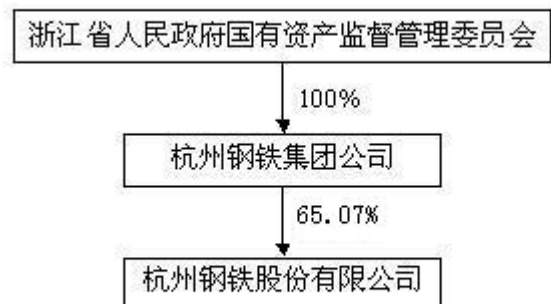 浙江省人民政府国有资产监督管理委员会
100%
杭州钢铁集团公司
65.07%
杭州钢铁股份有限公司